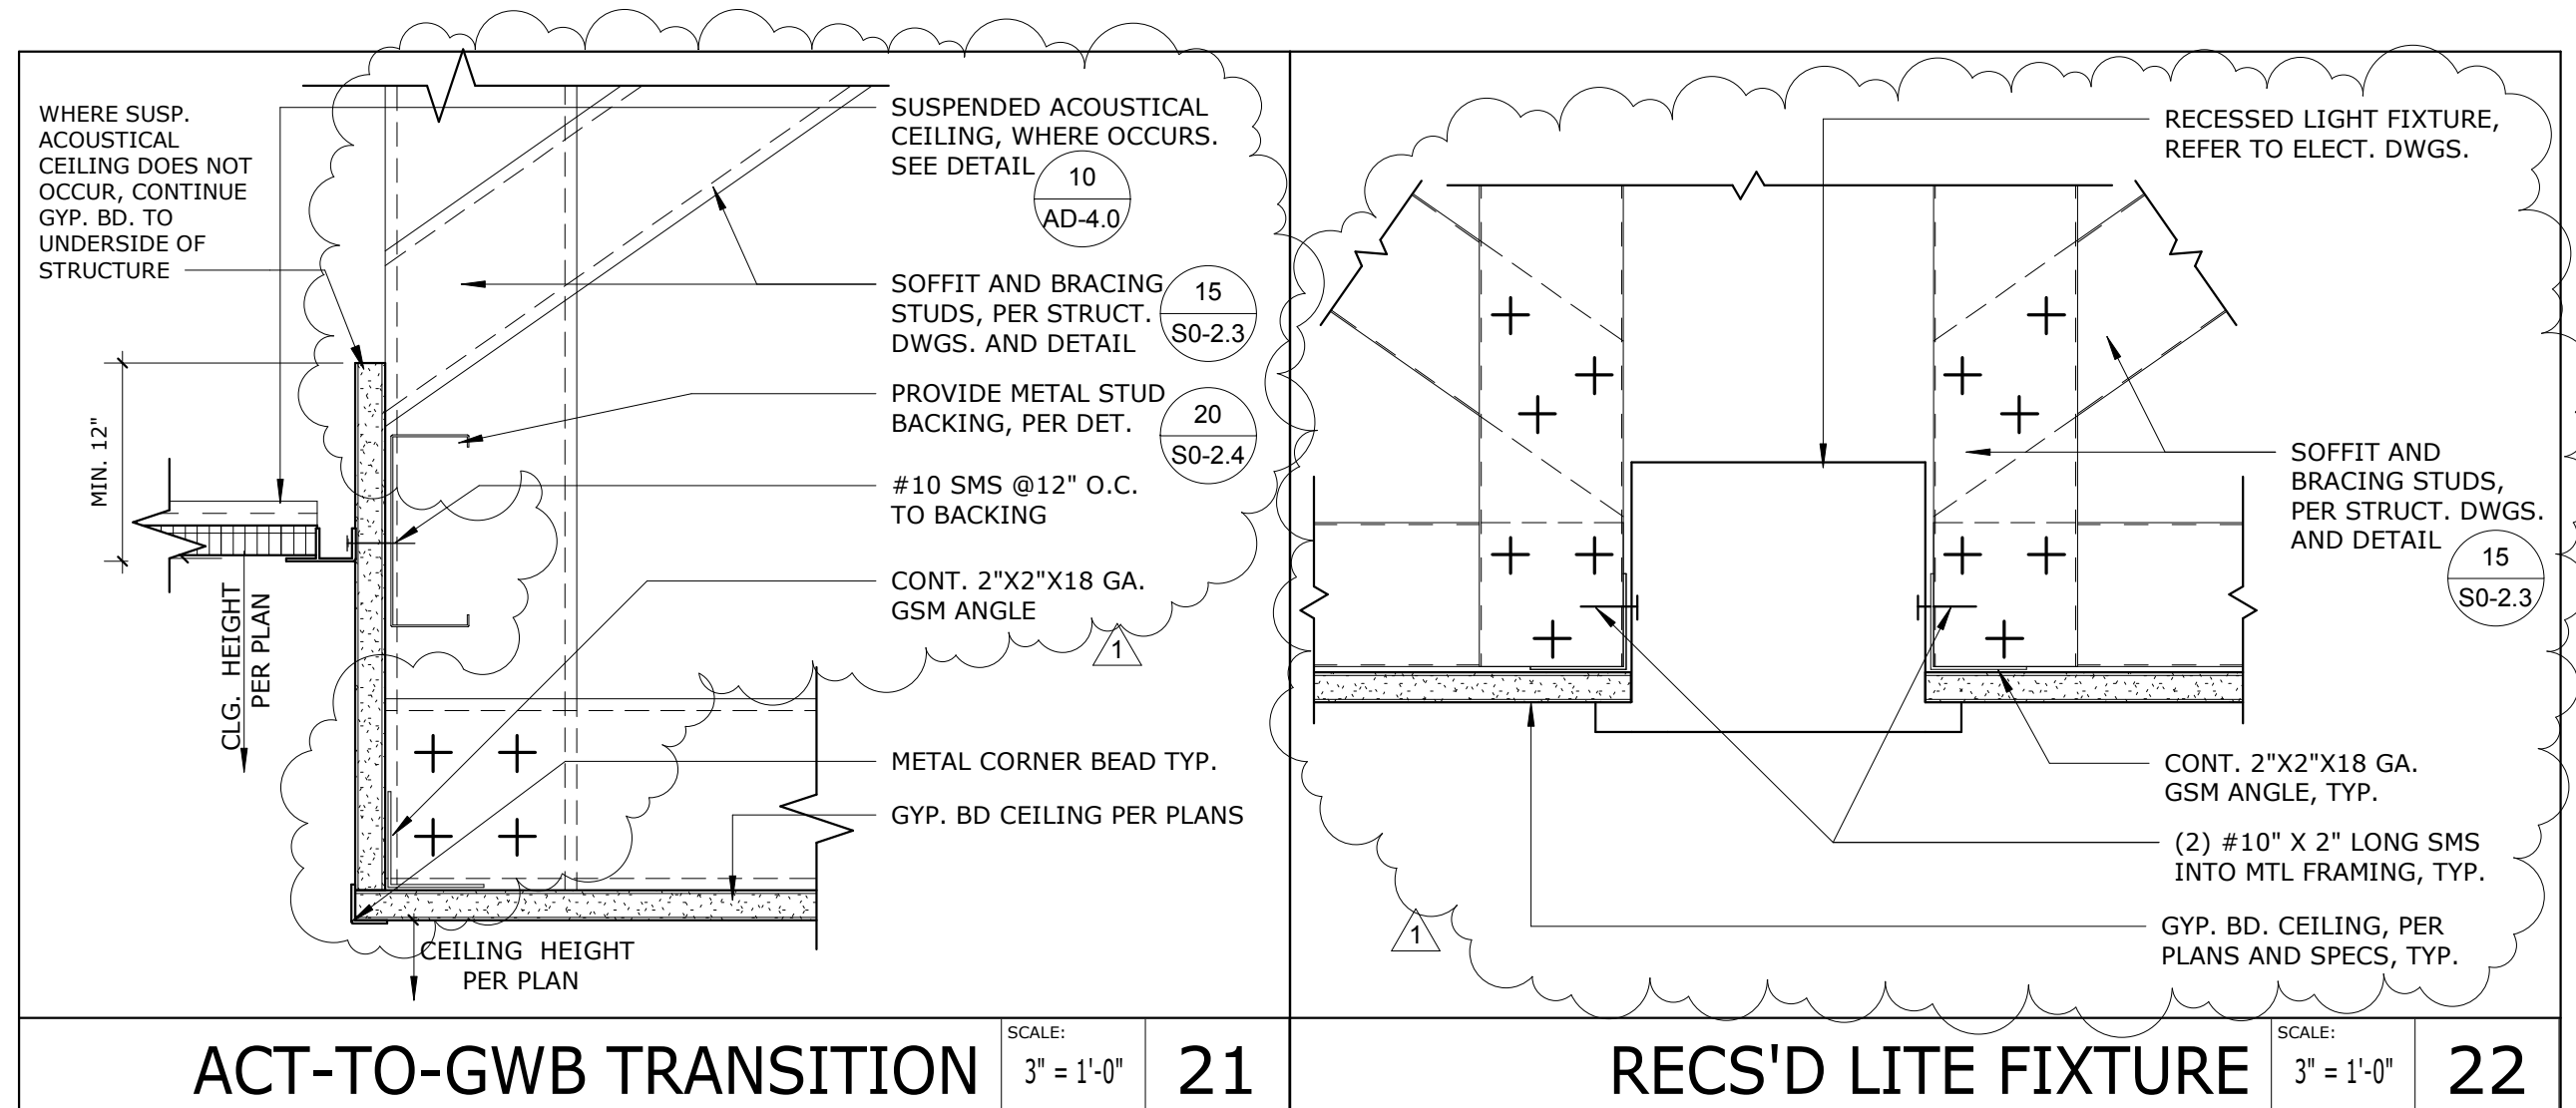 WHERE SUSP.
ACOUSTICAL
CEILING DOES NOT
OCCUR, CONTINUE
GYP. BD. TO
UNDERSIDE OF
STRUCTURE
MIN. 12"
CLG. HEIGHT
PER PLAN
SUSPENDED ACOUSTICAL
CEILING, WHERE OCCURS.
SEE DETAIL
10
AD-4.0
SOFFIT AND BRACING
STUDS, PER STRUCT.
DWGS. AND DETAIL
15
S0-2.3
PROVIDE METAL STUD
BACKING, PER DET.
20
S0-2.4
#10 SMS @12" O.C.
TO BACKING
CONT. 2"X2"X18 GA.
GSM ANGLE
1
METAL CORNER BEAD TYP.
GYP. BD CEILING PER PLANS
CEILING HEIGHT
PER PLAN
ACT-TO-GWB TRANSITION
SCALE:
3" = 1'-0"
21
RECESSED LIGHT FIXTURE,
REFER TO ELECT. DWGS.
SOFFIT AND
BRACING STUDS,
PER STRUCT. DWGS.
AND DETAIL
15
S0-2.3
CONT. 2"X2"X18 GA.
GSM ANGLE, TYP.
(2) #10" X 2" LONG SMS
INTO MTL FRAMING, TYP.
1
GYP. BD. CEILING, PER
PLANS AND SPECS, TYP.
RECS'D LITE FIXTURE
SCALE:
3" = 1'-0"
22